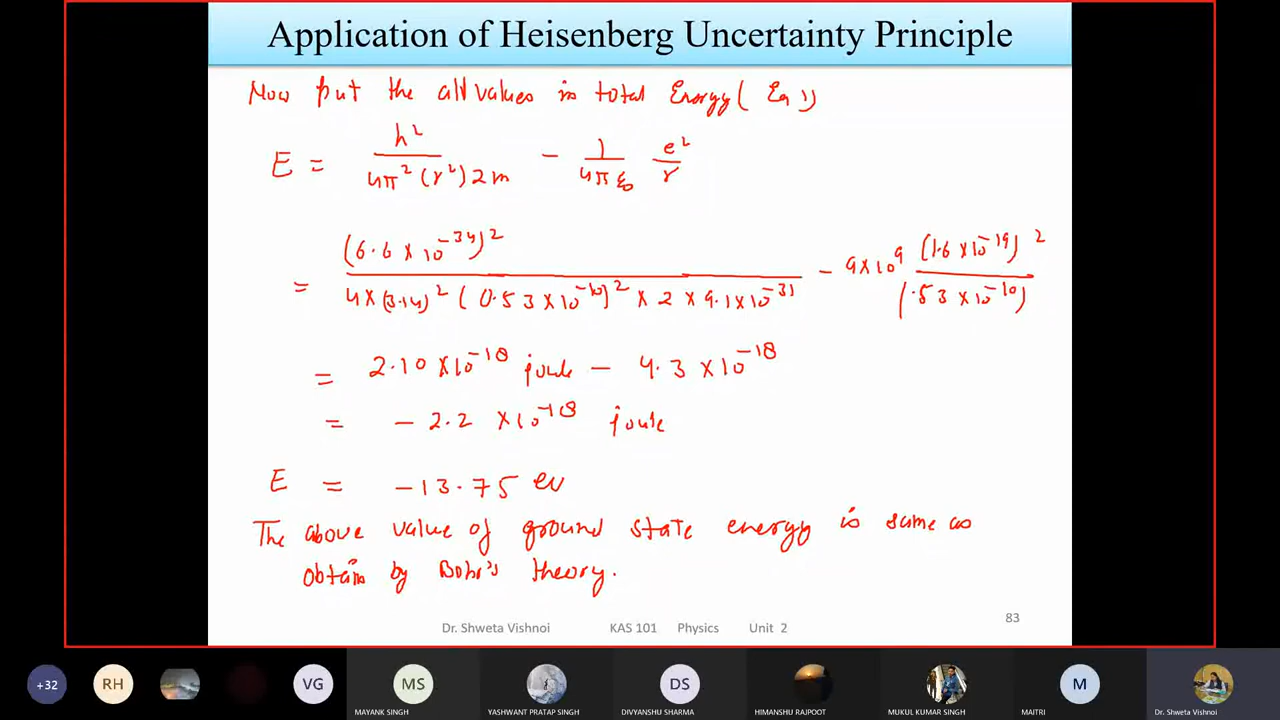 Application of Heisenberg Uncertainty Principle
Now put the all values in total Energy ( Eq 1)
E = h² / 4π² (r²) 2m − 1 / 4πε₀ e² / r
= (6.6 × 10⁻³⁴)² / 4 × (3.14)² ( 0.53 × 10⁻¹⁰)² × 2 × 9.1 × 10⁻³¹ − 9 × 10⁹ (1.6 × 10⁻¹⁹)² / (.53 × 10⁻¹⁰)
= 2.10 × 10⁻¹⁸ joule − 4.3 × 10⁻¹⁸
= − 2.2 × 10⁻¹⁸ joule
E = − 13.75 ev
The above value of ground state energy is same as
obtain by Bohr's theory.
83
Dr. Shweta Vishnoi KAS 101 Physics Unit 2
+32 RH VG MS DS M
MAYANK SINGH YASHWANT PRATAP SINGH DIVYANSHU SHARMA HIMANSHU RAJPOOT MUKUL KUMAR SINGH MAITRI Dr. Shweta Vishnoi